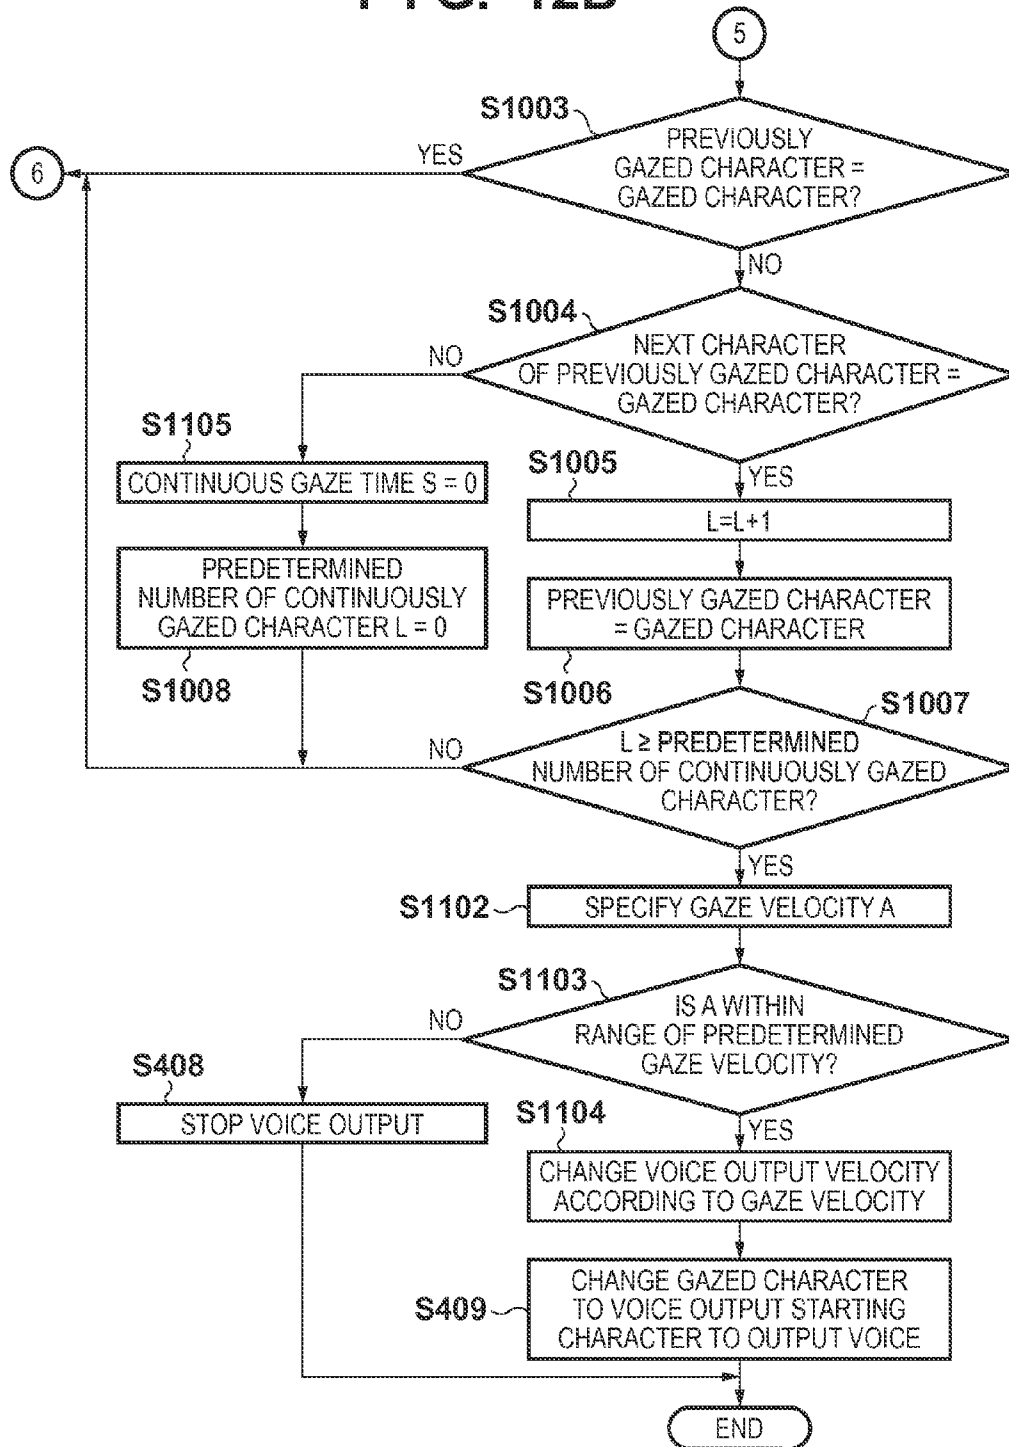 FIG. 12B
5
S1003
PREVIOUSLY
GAZED CHARACTER =
GAZED CHARACTER?
YES
6
NO
S1004
NEXT CHARACTER
OF PREVIOUSLY GAZED CHARACTER =
GAZED CHARACTER?
NO
YES
S1105
CONTINUOUS GAZE TIME S = 0
S1005
L=L+1
PREDETERMINED
NUMBER OF CONTINUOUSLY
GAZED CHARACTER L = 0
S1008
PREVIOUSLY GAZED CHARACTER
= GAZED CHARACTER
S1006
S1007
L ≥ PREDETERMINED
NUMBER OF CONTINUOUSLY GAZED
CHARACTER?
NO
YES
S1102
SPECIFY GAZE VELOCITY A
S1103
IS A WITHIN
RANGE OF PREDETERMINED
GAZE VELOCITY?
NO
YES
S408
STOP VOICE OUTPUT
S1104
CHANGE VOICE OUTPUT VELOCITY
ACCORDING TO GAZE VELOCITY
S409
CHANGE GAZED CHARACTER
TO VOICE OUTPUT STARTING
CHARACTER TO OUTPUT VOICE
END